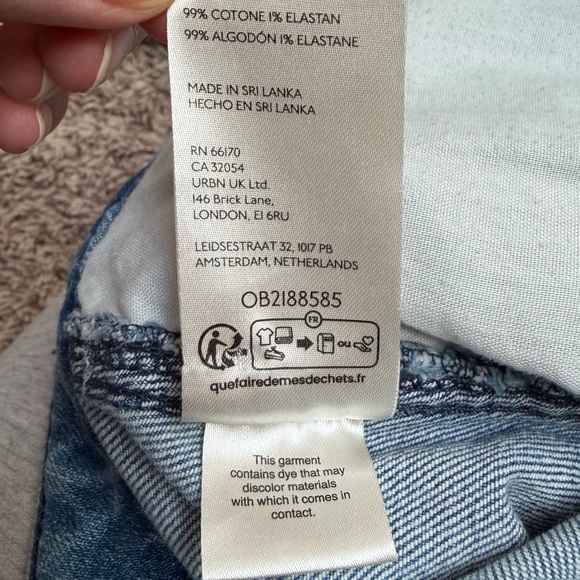 99% COTONE 1% ELASTAN
99% ALGODÓN 1% ELASTANE
MADE IN SRI LANKA
HECHO EN SRI LANKA
RN 66170
CA 32054
URBN UK Ltd.
146 Brick Lane,
LONDON, E1 6RU
LEIDSESTRAAT 32, 1017 PB
AMSTERDAM, NETHERLANDS
OB2188585
FR
OU
quefairedemesdechets.fr
This garment
contains dye that may
discolor materials
with which it comes in
contact.